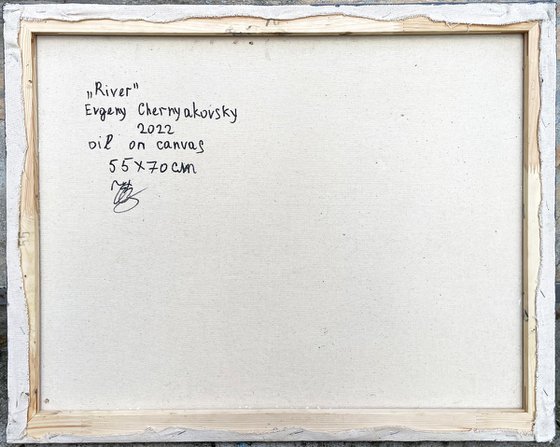 „River"
Evgeny Chernyakovsky
2022
oil on canvas
55x70cm